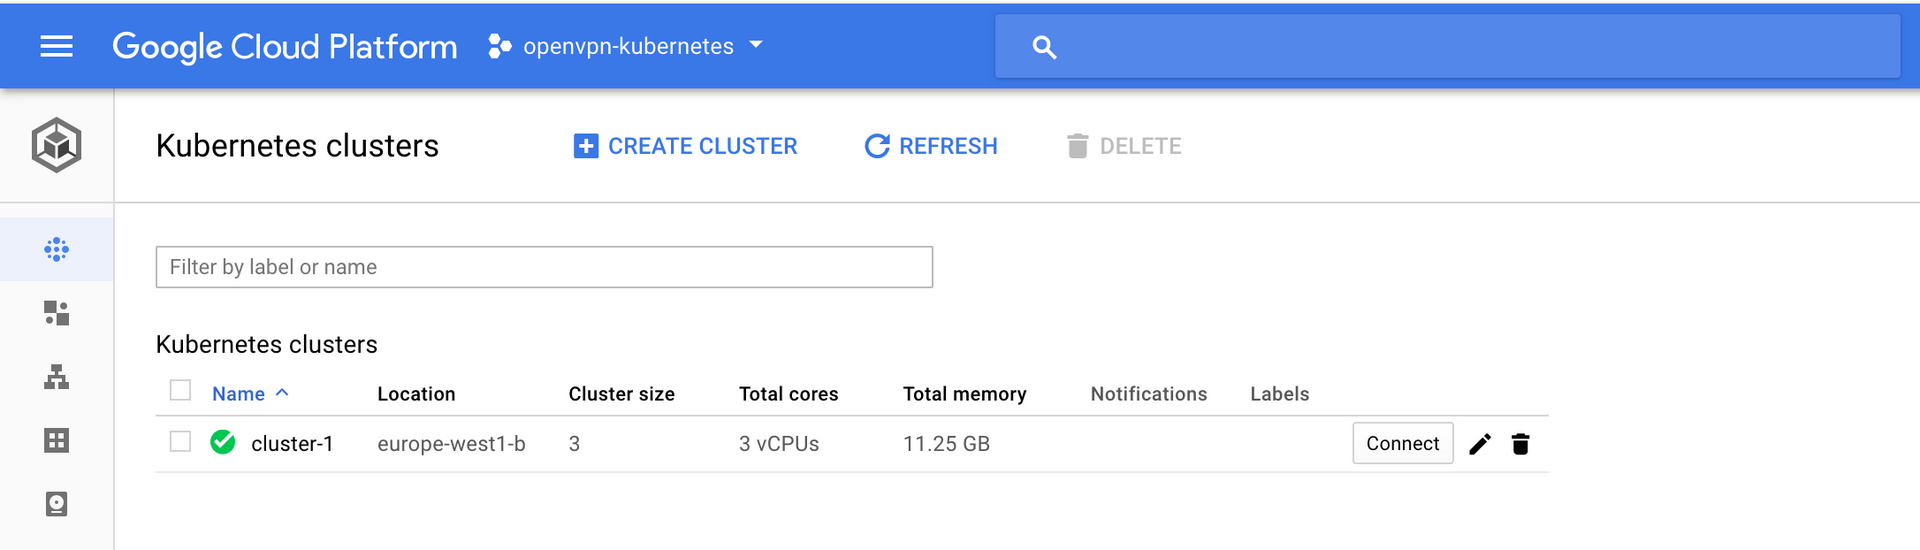 Google Cloud Platform openvpn-kubernetes
Kubernetes clusters CREATE CLUSTER REFRESH DELETE
Filter by label or name
Kubernetes clusters
Name Location Cluster size Total cores Total memory Notifications Labels
cluster-1 europe-west1-b 3 3 vCPUs 11.25 GB Connect